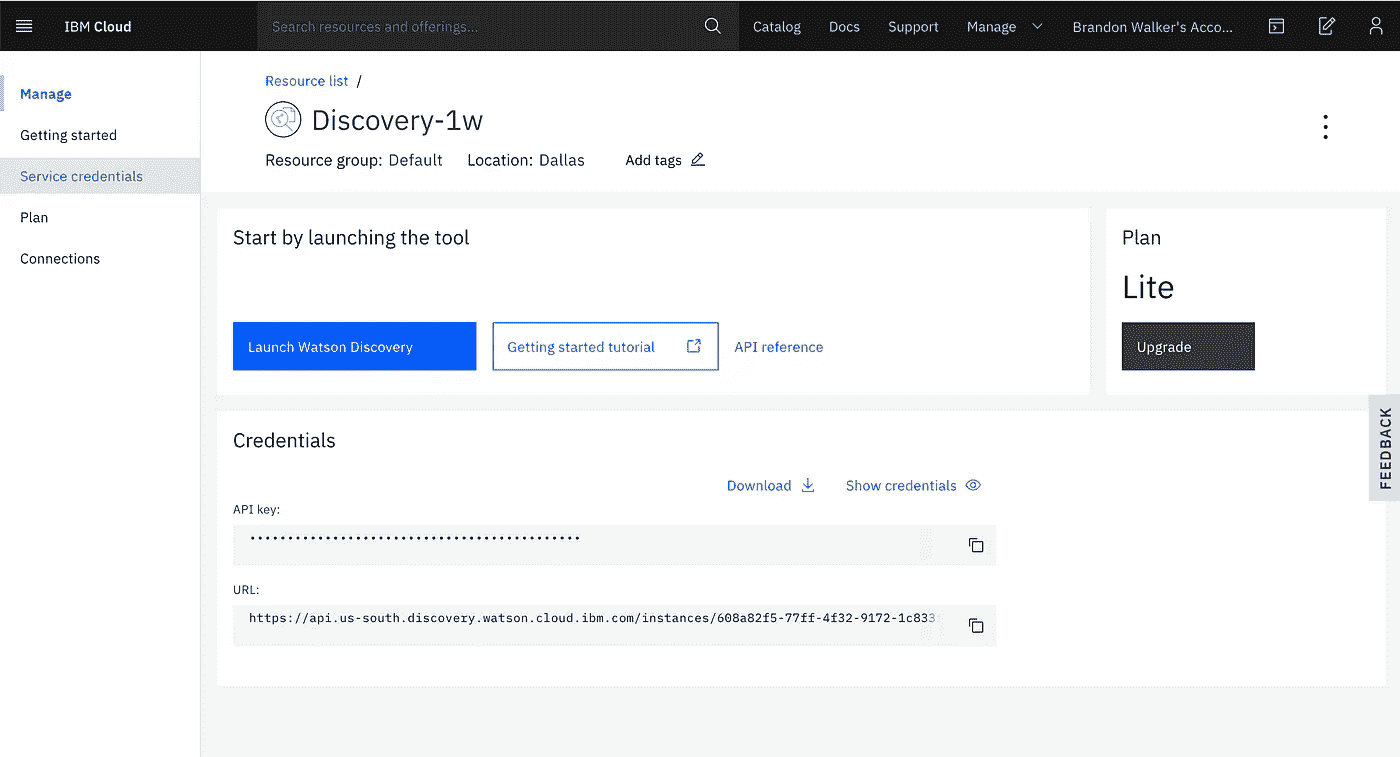 IBM Cloud
Search resources and offerings...
Catalog
Docs
Support
Manage
Brandon Walker's Acco...
Manage
Getting started
Service credentials
Plan
Connections
Resource list /
Discovery-1w
Resource group: Default Location: Dallas Add tags
Start by launching the tool
Launch Watson Discovery
Getting started tutorial
API reference
Plan
Lite
Upgrade
FEEDBACK
Credentials
Download
Show credentials
API key:
••••••••••••••••••••••••••••••••••••••••••••
URL:
https://api.us-south.discovery.watson.cloud.ibm.com/instances/608a82f5-77ff-4f32-9172-1c833